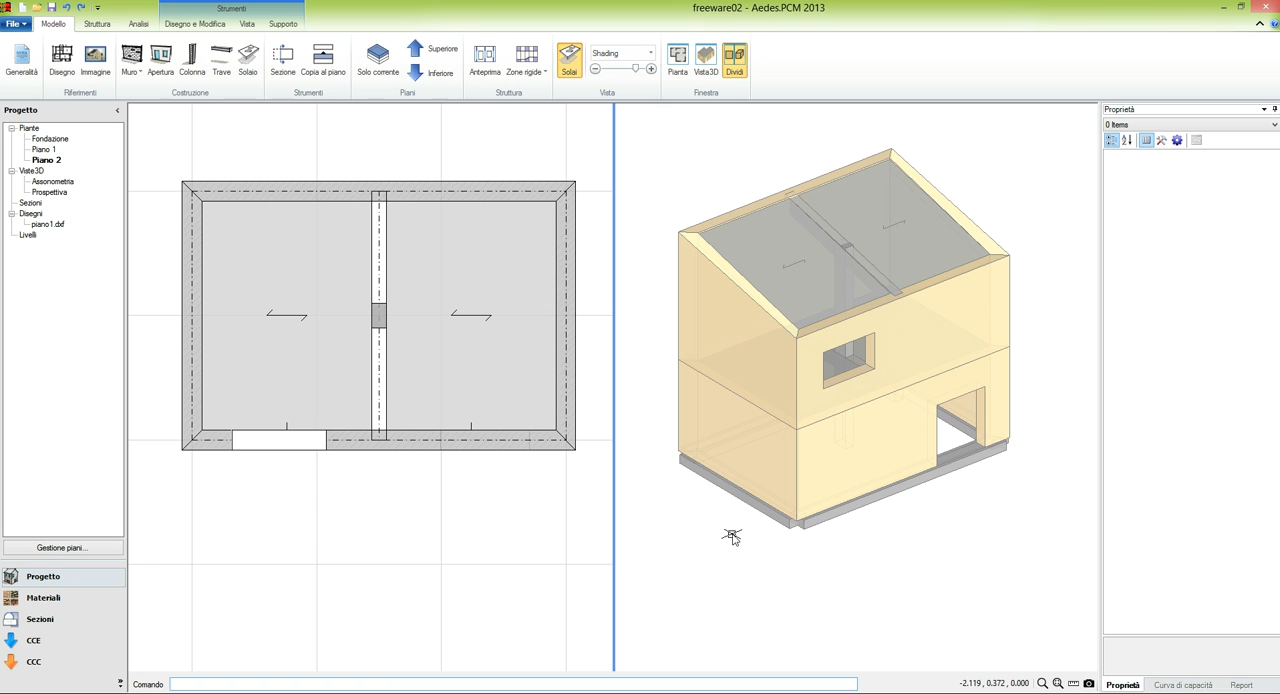 freeware02 - Aedes.PCM 2013
Strumenti
File
Modello
Struttura
Analisi
Disegno e Modifica
Vista
Supporto
Generalità
Disegno
Immagine
Riferimenti
Muro
Apertura
Colonna
Trave
Solaio
Costruzione
Sezione
Copia al piano
Strumenti
Solo corrente
Superiore
Inferiore
Piani
Anteprima
Zone rigide
Struttura
Solai
Shading
Vista
Pianta
Vista3D
Dividi
Finestra
Progetto
Piante
Fondazione
Piano 1
Piano 2
Viste3D
Assonometria
Prospettiva
Sezioni
Disegni
piano1.dxf
Livelli
Gestione piani...
Progetto
Materiali
Sezioni
CCE
CCC
Comando
-2.119 , 0.372 , 0.000
Proprietà
0 Items
Proprietà
Curva di capacità
Report